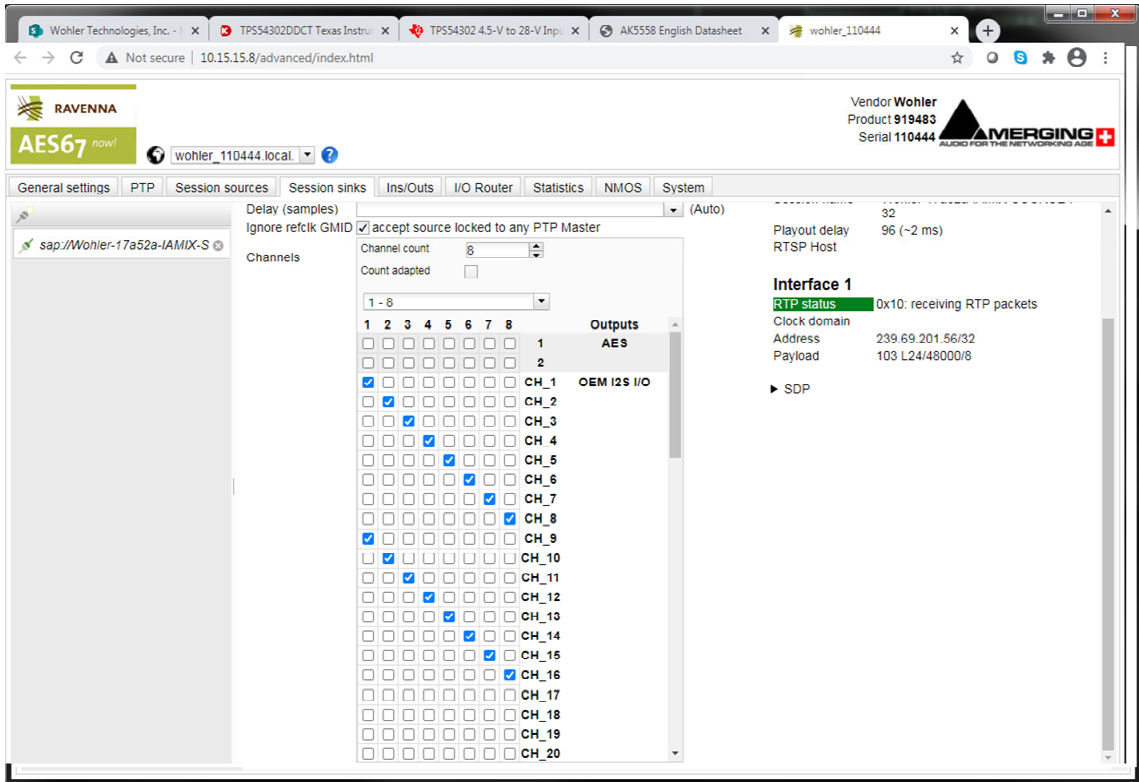 Wohler Technologies, Inc. - H
TPS54302DDCT Texas Instru
TPS54302 4.5-V to 28-V Inpu
AK5558 English Datasheet
wohler_110444
Not secure | 10.15.15.8/advanced/index.html
RAVENNA
AES67 now!
wohler_110444.local.
Vendor Wohler
Product 919483
Serial 110444
MERGING
AUDIO FOR THE NETWORKING AGE
General settings PTP Session sources Session sinks Ins/Outs I/O Router Statistics NMOS System
sap://Wohler-17a52a-IAMIX-S
Delay (samples) (Auto)
Ignore refclk GMID accept source locked to any PTP Master
Channels
Channel count 8
Count adapted
1 - 8
1 2 3 4 5 6 7 8 Outputs
1 AES
2
CH_1 OEM I2S I/O
CH_2
CH_3
CH_4
CH_5
CH_6
CH_7
CH_8
CH_9
CH_10
CH_11
CH_12
CH_13
CH_14
CH_15
CH_16
CH_17
CH_18
CH_19
CH_20
32
Playout delay 96 (~2 ms)
RTSP Host
Interface 1
RTP status 0x10: receiving RTP packets
Clock domain
Address 239.69.201.56/32
Payload 103 L24/48000/8
SDP